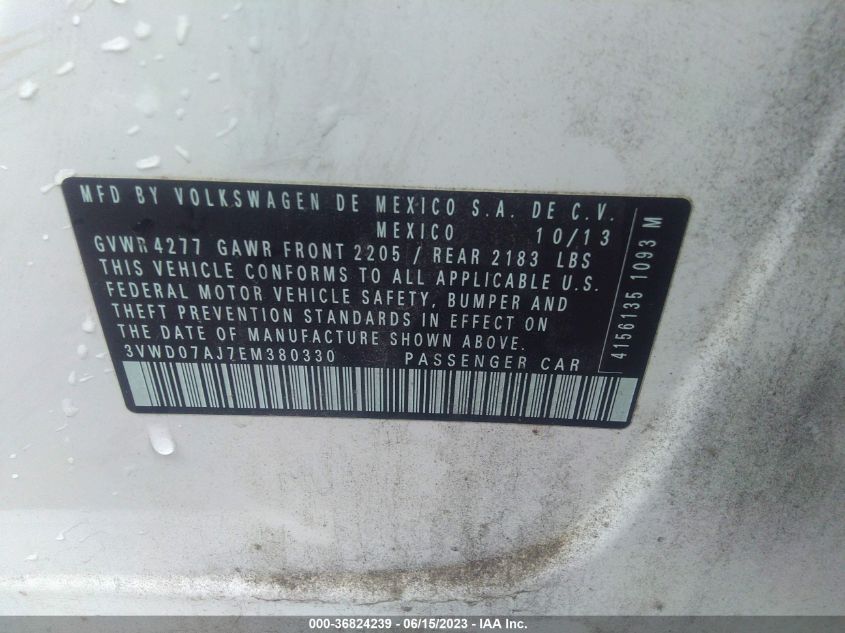 MFD BY VOLKSWAGEN DE MEXICO S.A. DE C.V.
MEXICO 10/13
GVWR 4277 GAWR FRONT 2205 / REAR 2183 LBS
THIS VEHICLE CONFORMS TO ALL APPLICABLE U.S.
FEDERAL MOTOR VEHICLE SAFETY, BUMPER AND
THEFT PREVENTION STANDARDS IN EFFECT ON
THE DATE OF MANUFACTURE SHOWN ABOVE.
3VWD07AJ7EM380330 PASSENGER CAR
4156135 1093 M
000-36824239 - 06/15/2023 - IAA Inc.